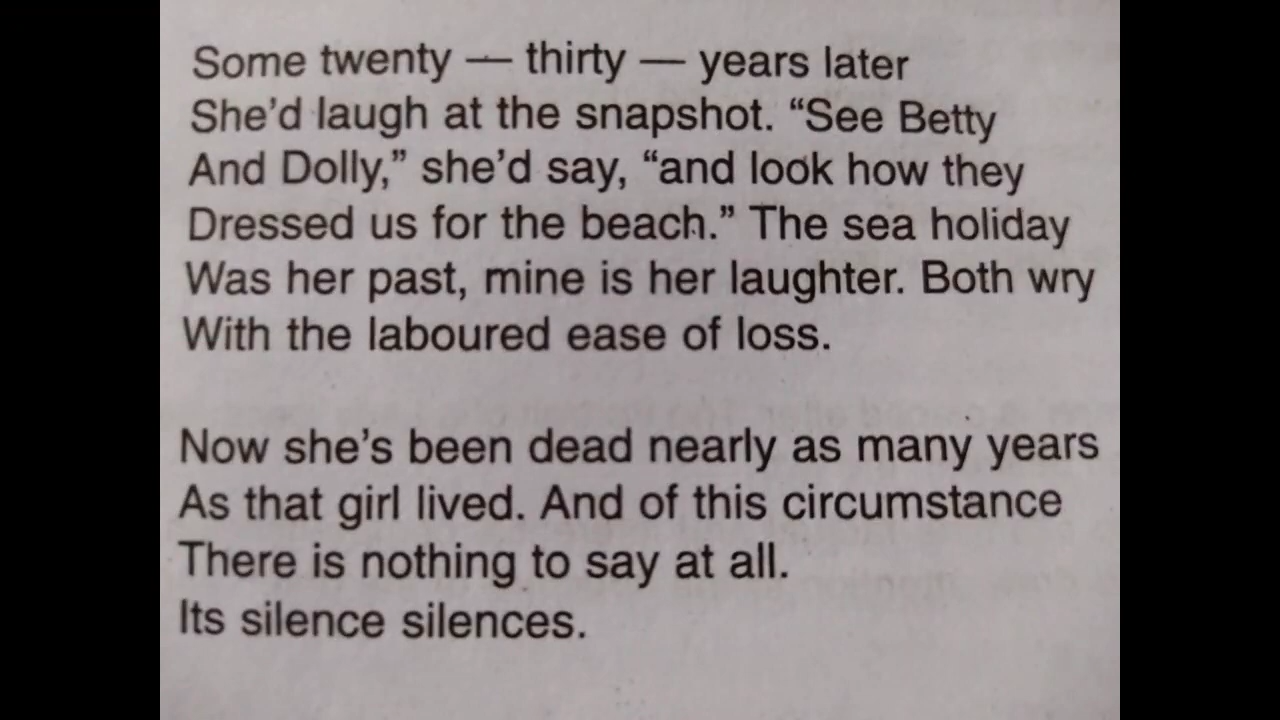 Some twenty — thirty — years later
She’d laugh at the snapshot. “See Betty
And Dolly,” she’d say, “and look how they
Dressed us for the beach.” The sea holiday
Was her past, mine is her laughter. Both wry
With the laboured ease of loss.
Now she’s been dead nearly as many years
As that girl lived. And of this circumstance
There is nothing to say at all.
Its silence silences.